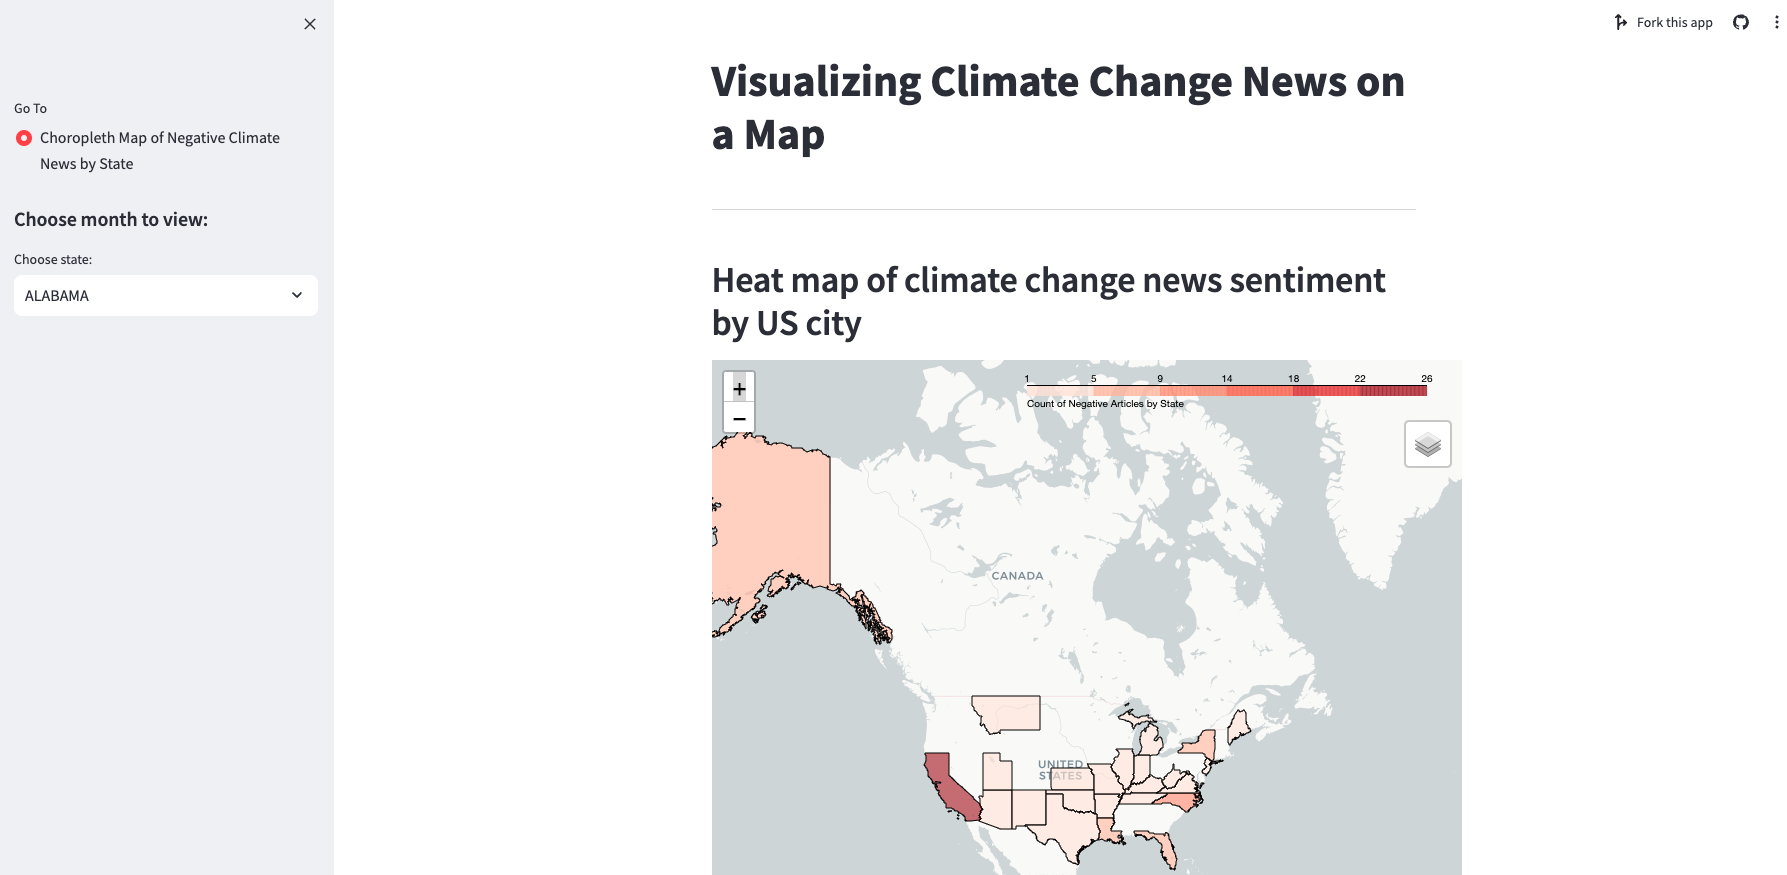 Fork this app
Go To
Choropleth Map of Negative Climate
News by State
Choose month to view:
Choose state:
ALABAMA
Visualizing Climate Change News on
a Map
Heat map of climate change news sentiment
by US city
+
−
1 5 9 14 18 22 26
Count of Negative Articles by State
CANADA
UNITED
STATES